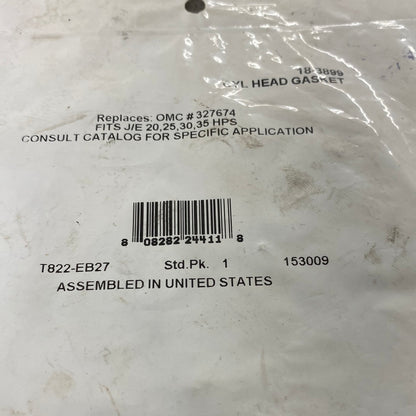 18-3899
CYL HEAD GASKET
Replaces: OMC # 327674
FITS J/E 20,25,30,35 HPS
CONSULT CATALOG FOR SPECIFIC APPLICATION
8 08282 24411 8
T822-EB27 Std.Pk. 1 153009
ASSEMBLED IN UNITED STATES